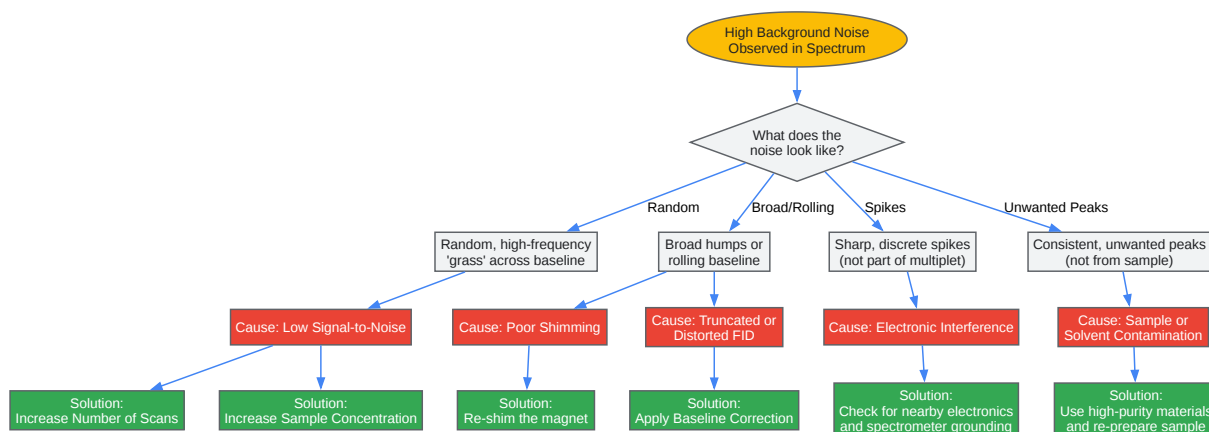 High Background Noise
Observed in Spectrum
What does the
noise look like?
Random
Broad/Rolling
Spikes
Unwanted Peaks
Random, high-frequency
'grass' across baseline
Broad humps or
rolling baseline
Sharp, discrete spikes
(not part of multiplet)
Consistent, unwanted peaks
(not from sample)
Cause: Low Signal-to-Noise
Cause: Poor Shimming
Cause: Truncated or
Distorted FID
Cause: Electronic Interference
Cause: Sample or
Solvent Contamination
Solution:
Increase Number of Scans
Solution:
Increase Sample Concentration
Solution:
Re-shim the magnet
Solution:
Apply Baseline Correction
Solution:
Check for nearby electronics
and spectrometer grounding
Solution:
Use high-purity materials
and re-prepare sample